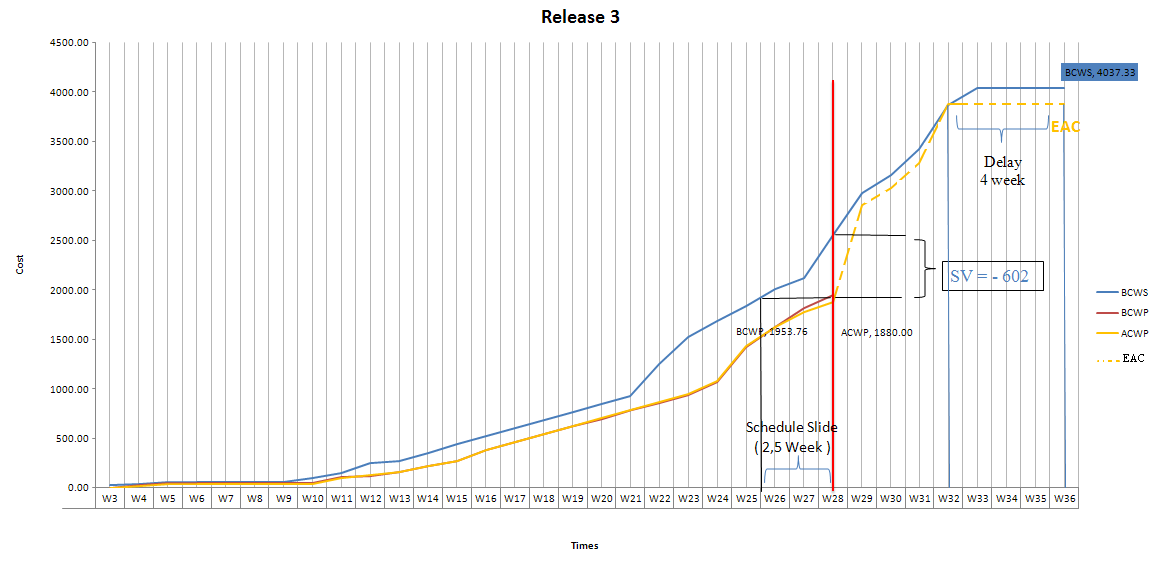 Release 3
4500.00
4000.00
3500.00
3000.00
2500.00
2000.00
1500.00
1000.00
500.00
0.00
Cost
BCWS, 4037.33
EAC
Delay
4 week
SV = - 602
BCWP, 1953.76
ACWP, 1880.00
Schedule Slide
( 2,5 Week )
BCWS
BCWP
ACWP
EAC
W3 W4 W5 W6 W7 W8 W9 W10 W11 W12 W13 W14 W15 W16 W17 W18 W19 W20 W21 W22 W23 W24 W25 W26 W27 W28 W29 W30 W31 W32 W33 W34 W35 W36
Times